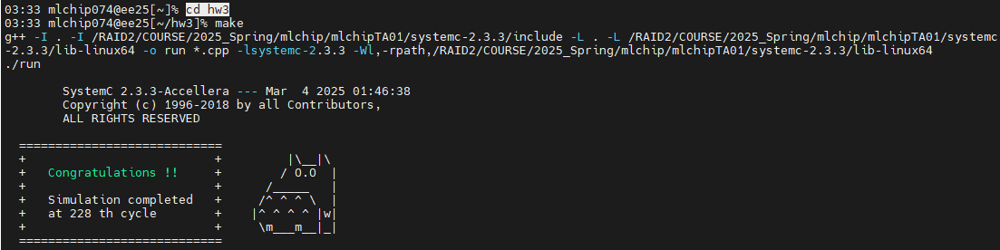 03:33 mlchip074@ee25[~]% cd hw3
03:33 mlchip074@ee25[~/hw3]% make
g++ -I . -I /RAID2/COURSE/2025_Spring/mlchip/mlchipTA01/systemc-2.3.3/include -L . -L /RAID2/COURSE/2025_Spring/mlchip/mlchipTA01/systemc
-2.3.3/lib-linux64 -o run *.cpp -lsystemc-2.3.3 -Wl,-rpath,/RAID2/COURSE/2025_Spring/mlchip/mlchipTA01/systemc-2.3.3/lib-linux64
./run

        SystemC 2.3.3-Accellera --- Mar  4 2025 01:46:38
        Copyright (c) 1996-2018 by all Contributors,
        ALL RIGHTS RESERVED

  ============================
  +                          +         |\__|\
  +   Congratulations !!     +        / O.O  |
  +                          +      /_____   |
  +   Simulation completed   +     /^ ^ ^ \  |
  +   at 228 th cycle        +    |^ ^ ^ ^ |w|
  +                          +     \m___m__|_|
  ============================